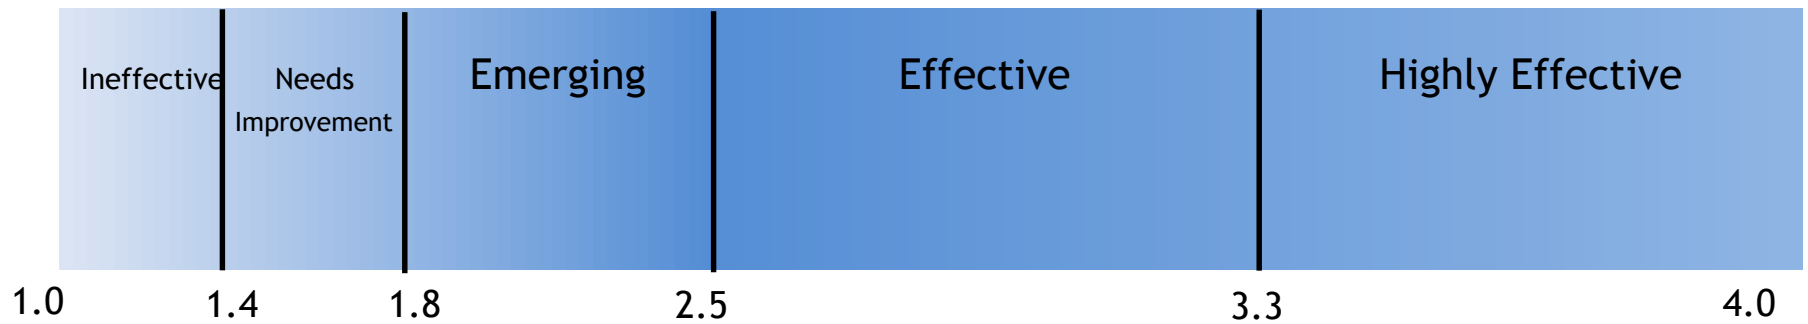 Ineffective
Needs
Improvement
Emerging
Effective
Highly Effective
1.0
1.4
1.8
2.5
3.3
4.0